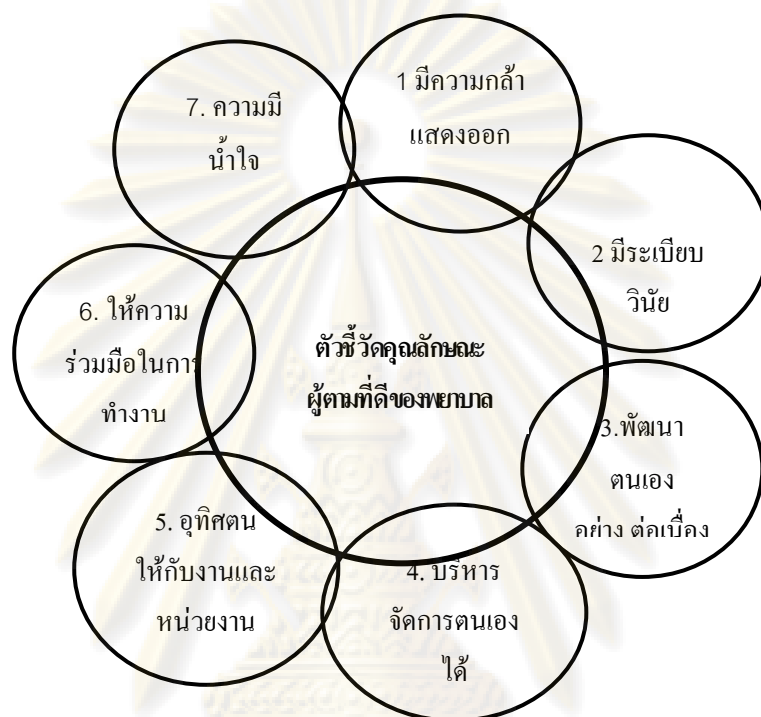 1 มีความกล้า
แสดงออก
2 มีระเบียบ
วินัย
3.พัฒนา
ตนเอง
อย่าง ต่อเนื่อง
4. บริหาร
จัดการตนเอง
ได้
5. อุทิศตน
ให้กับงานและ
หน่วยงาน
6. ให้ความ
ร่วมมือในการ
ทำงาน
7. ความมี
น้ำใจ
ตัวชี้วัดคุณลักษณะ
ผู้ตามที่ดีของพยาบาล